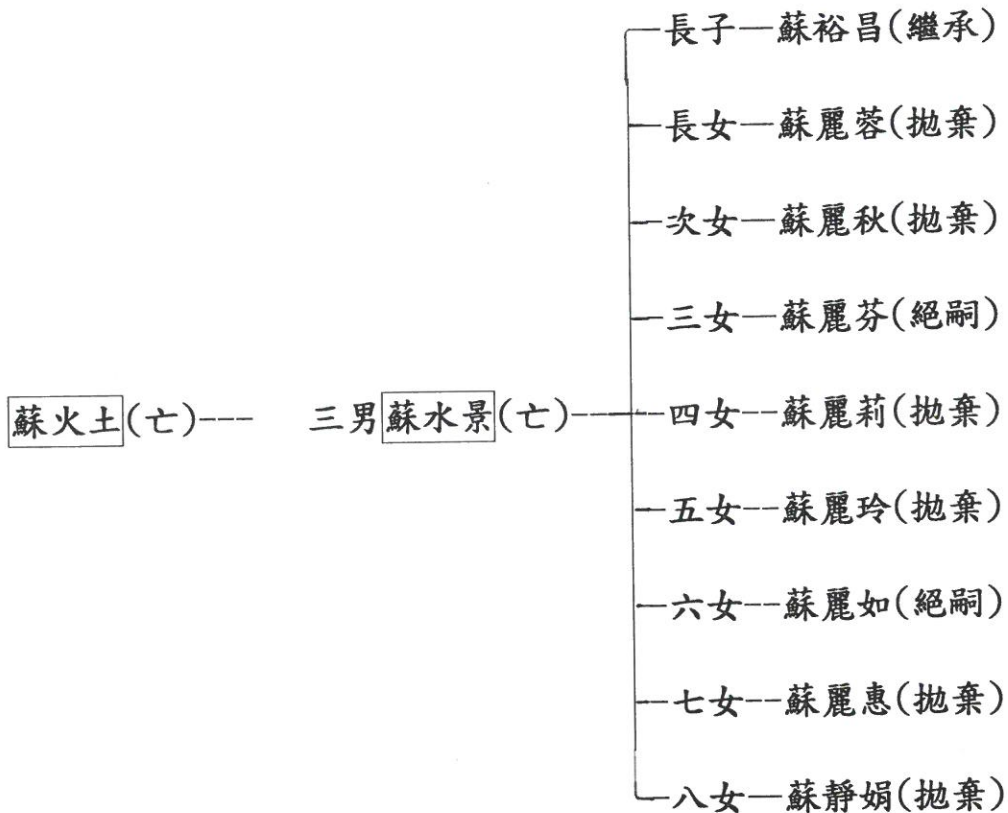 長子—蘇裕昌(繼承)
長女—蘇麗蓉(拋棄)
次女—蘇麗秋(拋棄)
三女—蘇麗芬(絕嗣)
蘇火土(亡)--- 三男蘇水景(亡)---
四女--蘇麗莉(拋棄)
五女--蘇麗玲(拋棄)
六女--蘇麗如(絕嗣)
七女--蘇麗惠(拋棄)
八女—蘇靜娟(拋棄)